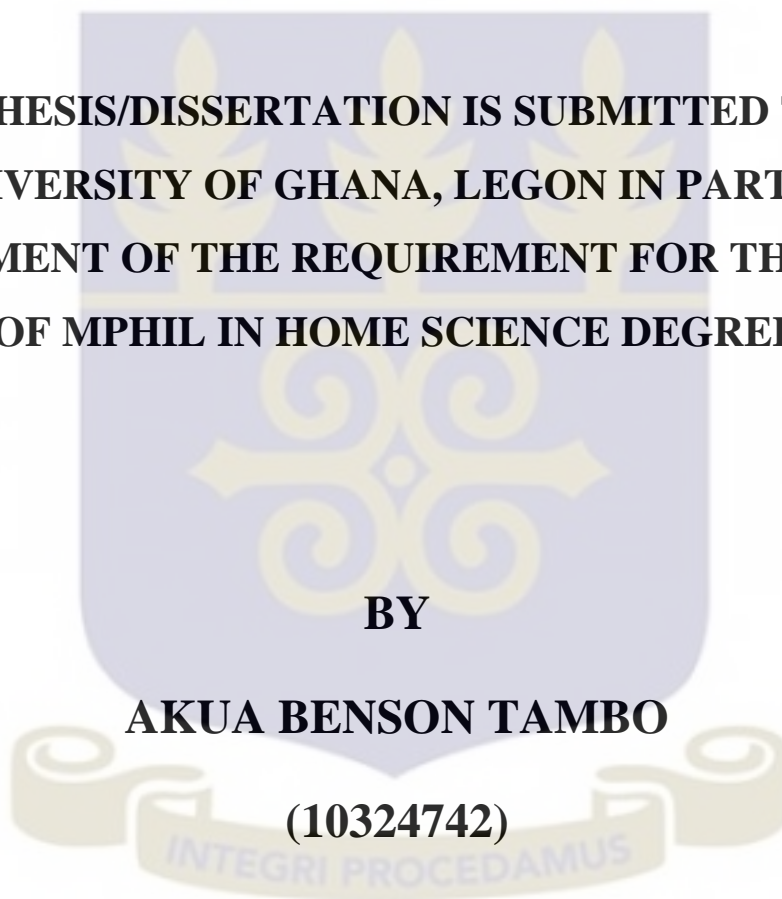 HESIS/DISSERTATION IS SUBMITTED
VERSITY OF GHANA, LEGON IN PART
MENT OF THE REQUIREMENT FOR TH
OF MPHIL IN HOME SCIENCE DEGREE
BY
AKUA BENSON TAMBO
(10324742)
INTEGRI PROCEDAMUS